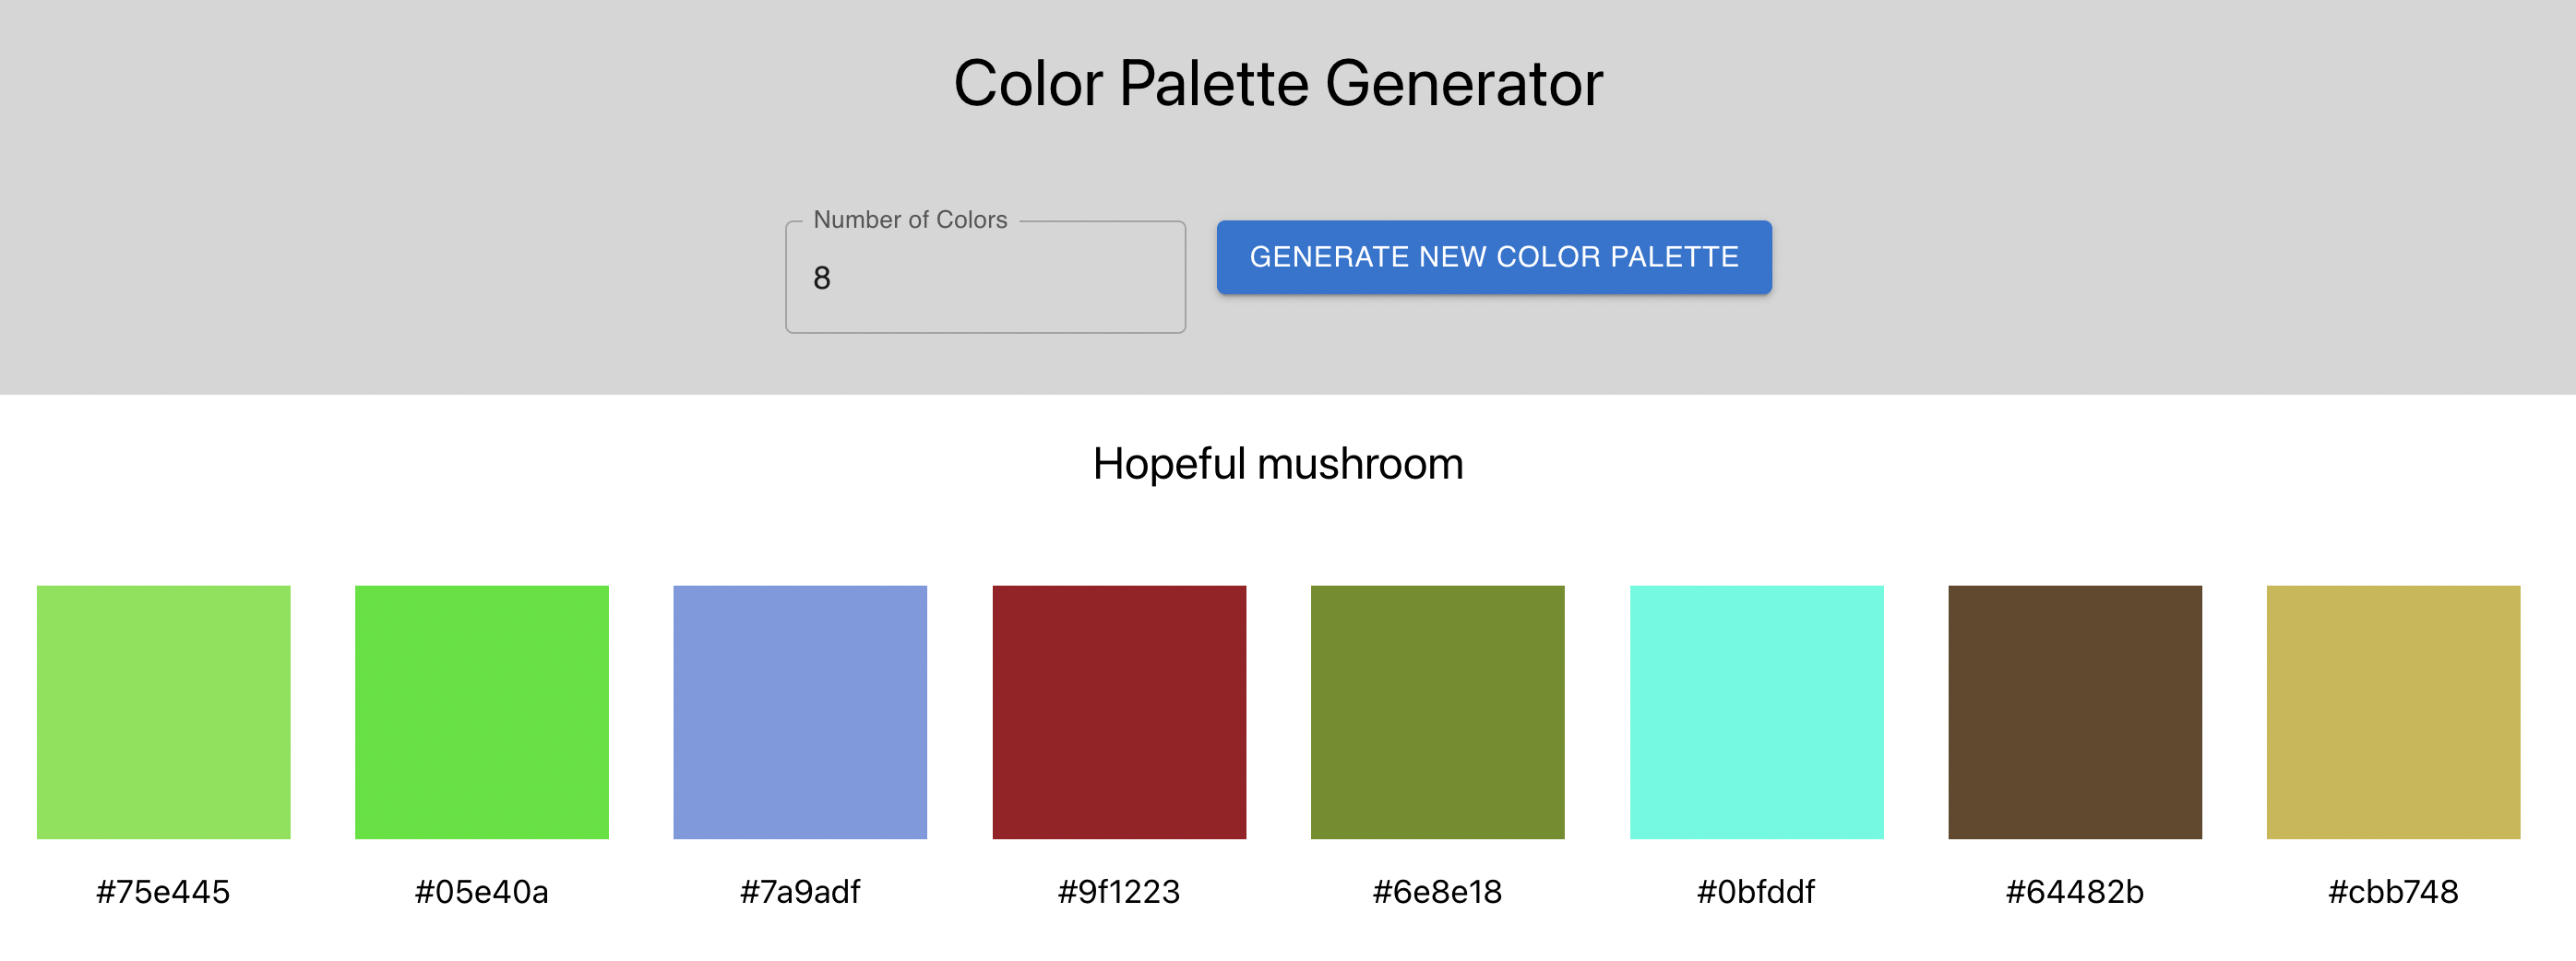 Color Palette Generator
Number of Colors
8
GENERATE NEW COLOR PALETTE
Hopeful mushroom
#75e445
#05e40a
#7a9adf
#9f1223
#6e8e18
#0bfddf
#64482b
#cbb748